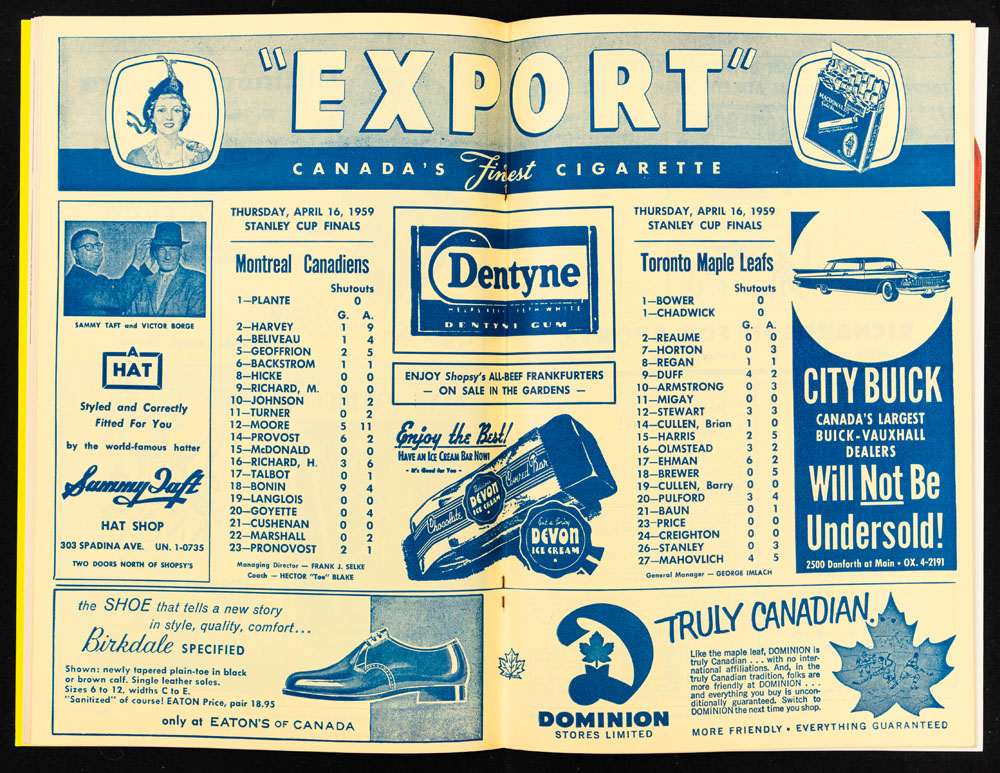 "EXPORT"
CANADA'S Finest CIGARETTE
SAMMY TAFT and VICTOR BORGE
A
HAT
Styled and Correctly
Fitted For You
by the world-famous hatter
Sammy Taft
HAT SHOP
303 SPADINA AVE. UN. 1-0735
TWO DOORS NORTH OF SHOPSY'S
THURSDAY, APRIL 16, 1959
STANLEY CUP FINALS
Montreal Canadiens
Shutouts
1—PLANTE 0
G. A.
2—HARVEY 1 9
4—BELIVEAU 1 4
5—GEOFFRION 2 5
6—BACKSTROM 1 1
8—HICKE 0 0
9—RICHARD, M. 0 0
10—JOHNSON 1 2
11—TURNER 0 2
12—MOORE 5 11
14—PROVOST 6 2
15—McDONALD 0 0
16—RICHARD, H. 3 6
17—TALBOT 0 1
18—BONIN 9 4
19—LANGLOIS 0 0
20—GOYETTE 0 4
21—CUSHENAN 0 0
22—MARSHALL 0 2
23—PRONOVOST 2 1
Managing Director — FRANK J. SELKE
Coach — HECTOR "Toe" BLAKE
Dentyne
HELPS KEEP TEETH WHITE
DENTYNE GUM
ENJOY Shopsy's ALL-BEEF FRANKFURTERS
— ON SALE IN THE GARDENS —
Enjoy the Best!
HAVE AN ICE CREAM BAR NOW!
- It's Good for You -
Chocolate
DEVON
ICE CREAM
Covered Bar
DEVON
ICE CREAM
THURSDAY, APRIL 16, 1959
STANLEY CUP FINALS
Toronto Maple Leafs
Shutouts
1—BOWER 0
1—CHADWICK 0
G. A.
2—REAUME 0 0
7—HORTON 0 3
8—REGAN 1 1
9—DUFF 4 2
10—ARMSTRONG 0 3
11—MIGAY 0 0
12—STEWART 3 3
14—CULLEN, Brian 1 0
15—HARRIS 2 5
16—OLMSTEAD 3 2
17—EHMAN 6 2
18—BREWER 0 5
19—CULLEN, Barry 0 0
20—PULFORD 3 4
21—BAUN 0 1
23—PRICE 0 0
24—CREIGHTON 0 0
26—STANLEY 0 3
27—MAHOVLICH 4 5
General Manager — GEORGE IMLACH
CITY BUICK
CANADA'S LARGEST
BUICK-VAUXHALL
DEALERS
Will Not Be
Undersold!
2500 Danforth at Main • OX. 4-2191
the SHOE that tells a new story
in style, quality, comfort...
Birkdale SPECIFIED
Shown: newly tapered plain-toe in black
or brown calf. Single leather soles.
Sizes 6 to 12, widths C to E.
"Sanitized" of course! EATON Price, pair 18.95
only at EATON'S OF CANADA
DOMINION
STORES LIMITED
TRULY CANADIAN.
Like the maple leaf, DOMINION is
truly Canadian . . . with no inter-
national affiliations. And, in the
truly Canadian tradition, folks are
more friendly at DOMINION . . .
and everything you buy is uncon-
ditionally guaranteed. Switch to
DOMINION the next time you shop.
MORE FRIENDLY • EVERYTHING GUARANTEED